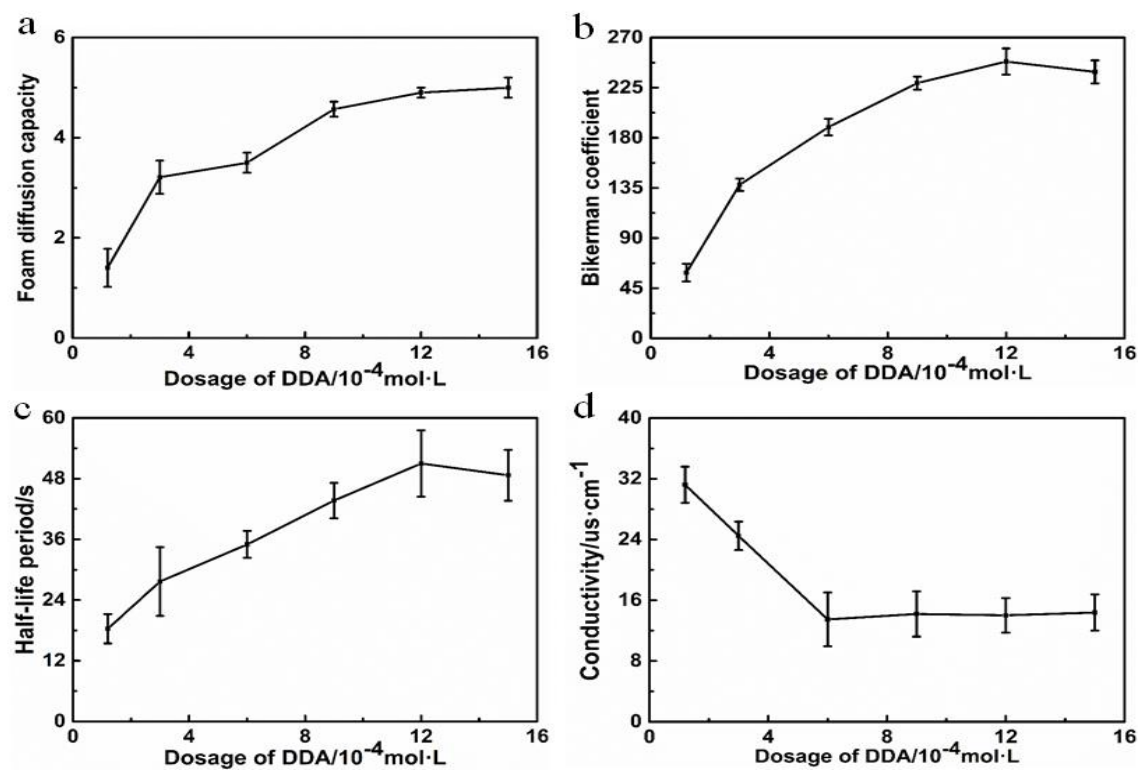 a
Foam diffusion capacity
6
4
2
0
0 4 8 12 16
Dosage of DDA/10⁻⁴mol·L
b
Bikerman coefficient
270
225
180
135
90
45
0
0 4 8 12 16
Dosage of DDA/10⁻⁴mol·L
c
Half-life period/s
60
48
36
24
12
0
0 4 8 12 16
Dosage of DDA/10⁻⁴mol·L
d
Conductivity/us·cm⁻¹
40
32
24
16
8
0
0 4 8 12 16
Dosage of DDA/10⁻⁴mol·L